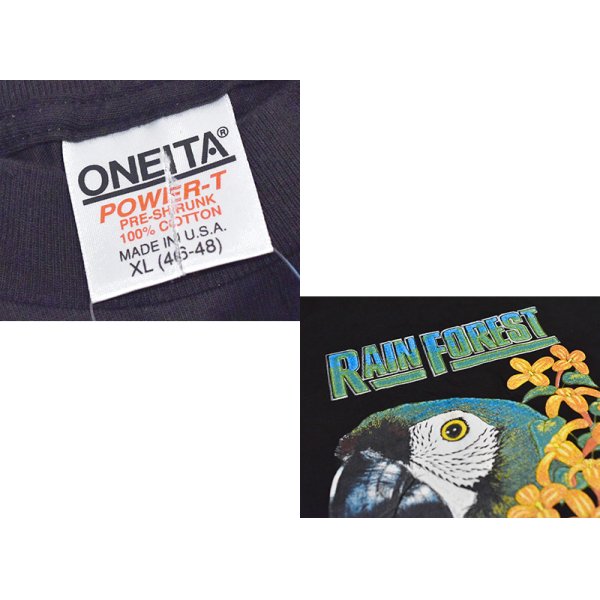 ONEITA®
POWER-T
PRE-SHRUNK
100% COTTON
MADE IN U.S.A.
XL (46-48)
RAIN FOREST